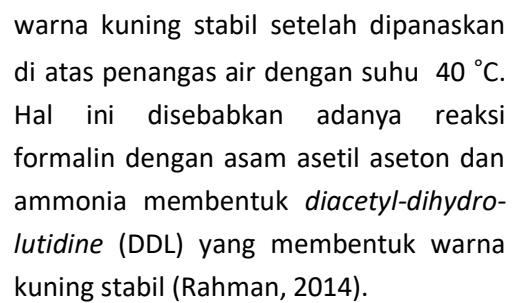 warna kuning stabil setelah dipanaskan
di atas penangas air dengan suhu 40 °C.
Hal ini disebabkan adanya reaksi
formalin dengan asam asetil aseton dan
ammonia membentuk diacetyl-dihydro-
lutidine (DDL) yang membentuk warna
kuning stabil (Rahman, 2014).